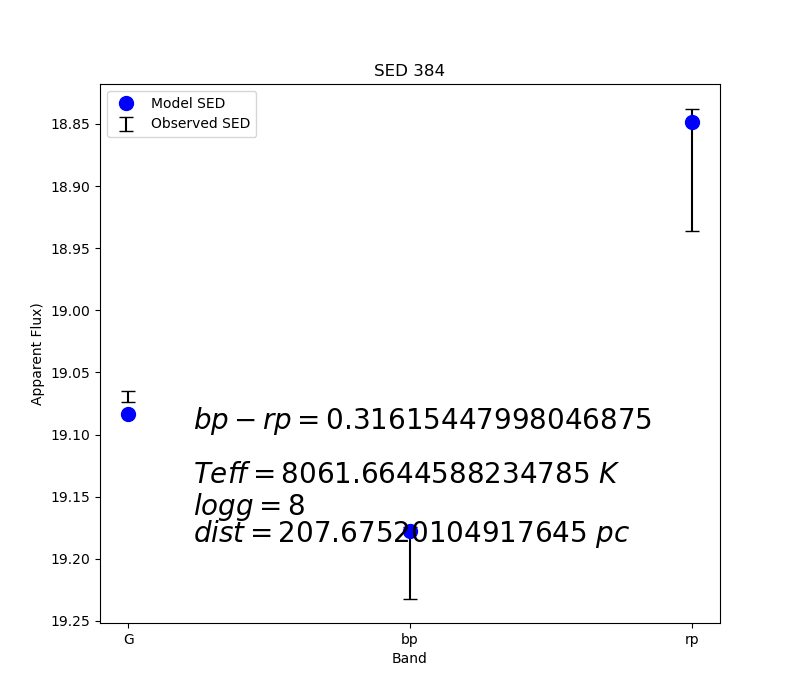 SED 384
Model SED
Observed SED
18.85
18.90
18.95
19.00
19.05
19.10
19.15
19.20
19.25
Apparent Flux)
bp − rp = 0.31615447998046875
Teff = 8061.6644588234785 K
logg = 8
dist = 207.67520104917645 pc
G bp rp
Band